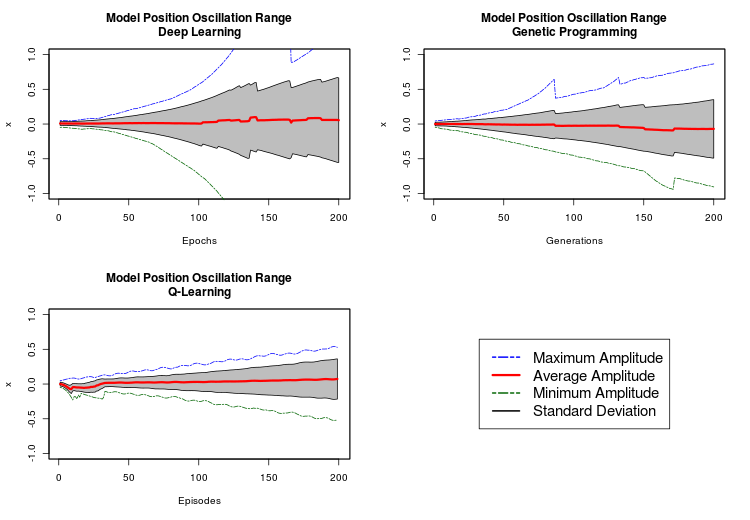 Model Position Oscillation Range
Deep Learning
1.0
0.5
0.0
-0.5
-1.0
x
0 50 100 150 200
Epochs
Model Position Oscillation Range
Genetic Programming
1.0
0.5
0.0
-0.5
-1.0
x
0 50 100 150 200
Generations
Model Position Oscillation Range
Q-Learning
1.0
0.5
0.0
-0.5
-1.0
x
0 50 100 150 200
Episodes
Maximum Amplitude
Average Amplitude
Minimum Amplitude
Standard Deviation